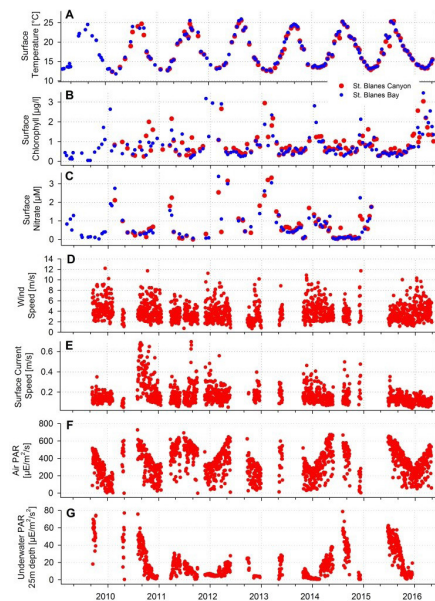 A
Surface
Temperature [°C]
25
20
15
B
St. Blanes Canyon
St. Blanes Bay
Surface
Chlorophyll [µg/l]
3
2
1
0
C
Surface
Nitrate [µM]
3
2
1
0
D
Wind
Speed [m/s]
12
10
8
6
4
2
0
E
Surface Current
Speed [m/s]
0.6
0.4
0.2
0
F
Air PAR
[µE/m²/s]
800
600
400
200
0
G
Underwater PAR
25m depth [µE/m²/s²]
80
60
40
20
0
2010 2011 2012 2013 2014 2015 2016